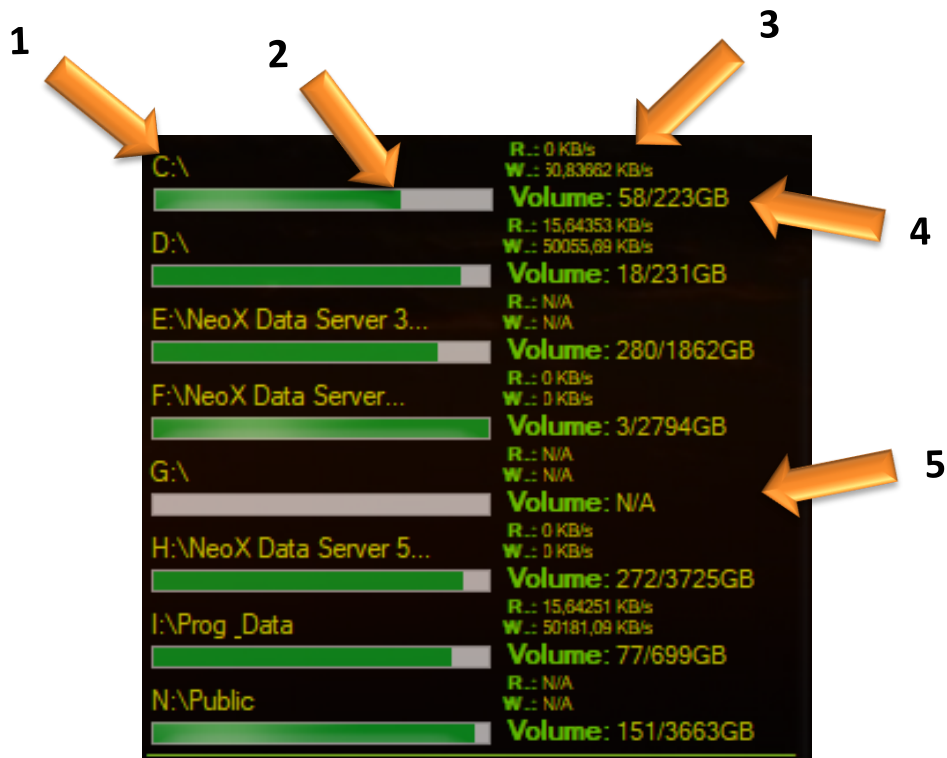 1
2
3
C:\
R..: 0 KB/s
W..: 50,83662 KB/s
Volume: 58/223GB
4
D:\
R..: 15,64353 KB/s
W..: 50055,69 KB/s
Volume: 18/231GB
E:\NeoX Data Server 3...
R..: N/A
W..: N/A
Volume: 280/1862GB
F:\NeoX Data Server...
R..: 0 KB/s
W..: 0 KB/s
Volume: 3/2794GB
5
G:\
R..: N/A
W..: N/A
Volume: N/A
H:\NeoX Data Server 5...
R..: 0 KB/s
W..: 0 KB/s
Volume: 272/3725GB
I:\Prog _Data
R..: 15,64251 KB/s
W..: 50181,09 KB/s
Volume: 77/699GB
N:\Public
R..: N/A
W..: N/A
Volume: 151/3663GB